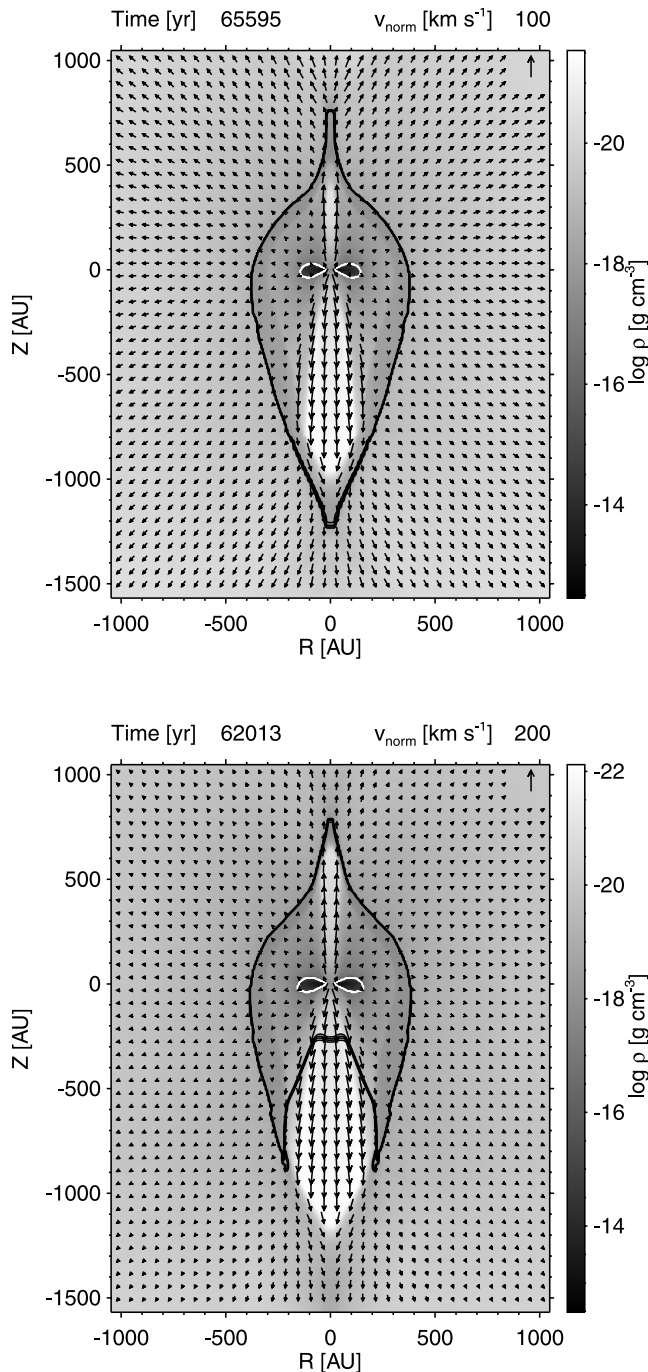 Time [yr] 65595 v_norm [km s⁻¹] 100
1000
500
0
-500
-1000
-1500
Z [AU]
-1000 -500 0 500 1000
R [AU]
-20
-18
-16
-14
log ρ [g cm⁻³]
Time [yr] 62013 v_norm [km s⁻¹] 200
1000
500
0
-500
-1000
-1500
Z [AU]
-1000 -500 0 500 1000
R [AU]
-22
-20
-18
-16
-14
log ρ [g cm⁻³]